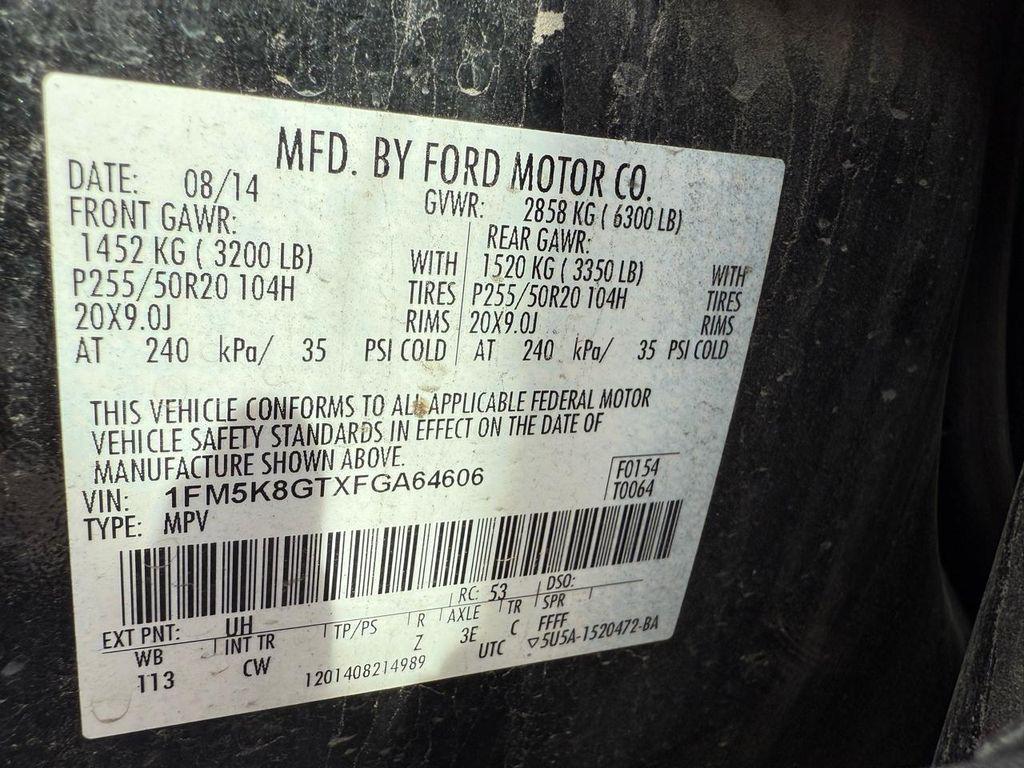 MFD. BY FORD MOTOR CO.
DATE: 08/14 GVWR: 2858 KG ( 6300 LB)
FRONT GAWR: REAR GAWR:
1452 KG ( 3200 LB) WITH 1520 KG ( 3350 LB) WITH
P255/50R20 104H TIRES P255/50R20 104H TIRES
20X9.0J RIMS 20X9.0J RIMS
AT 240 kPa/ 35 PSI COLD AT 240 kPa/ 35 PSI COLD
THIS VEHICLE CONFORMS TO ALL APPLICABLE FEDERAL MOTOR
VEHICLE SAFETY STANDARDS IN EFFECT ON THE DATE OF
MANUFACTURE SHOWN ABOVE.
VIN: 1FM5K8GTXFGA64606 F0154
TYPE: MPV T0064
EXT PNT: UH RC: 53 DSO:
WB INT TR TP/PS R AXLE TR SPR
113 CW Z 3E C FFFF
1201408214989 UTC ▽5U5A-1520472-BA